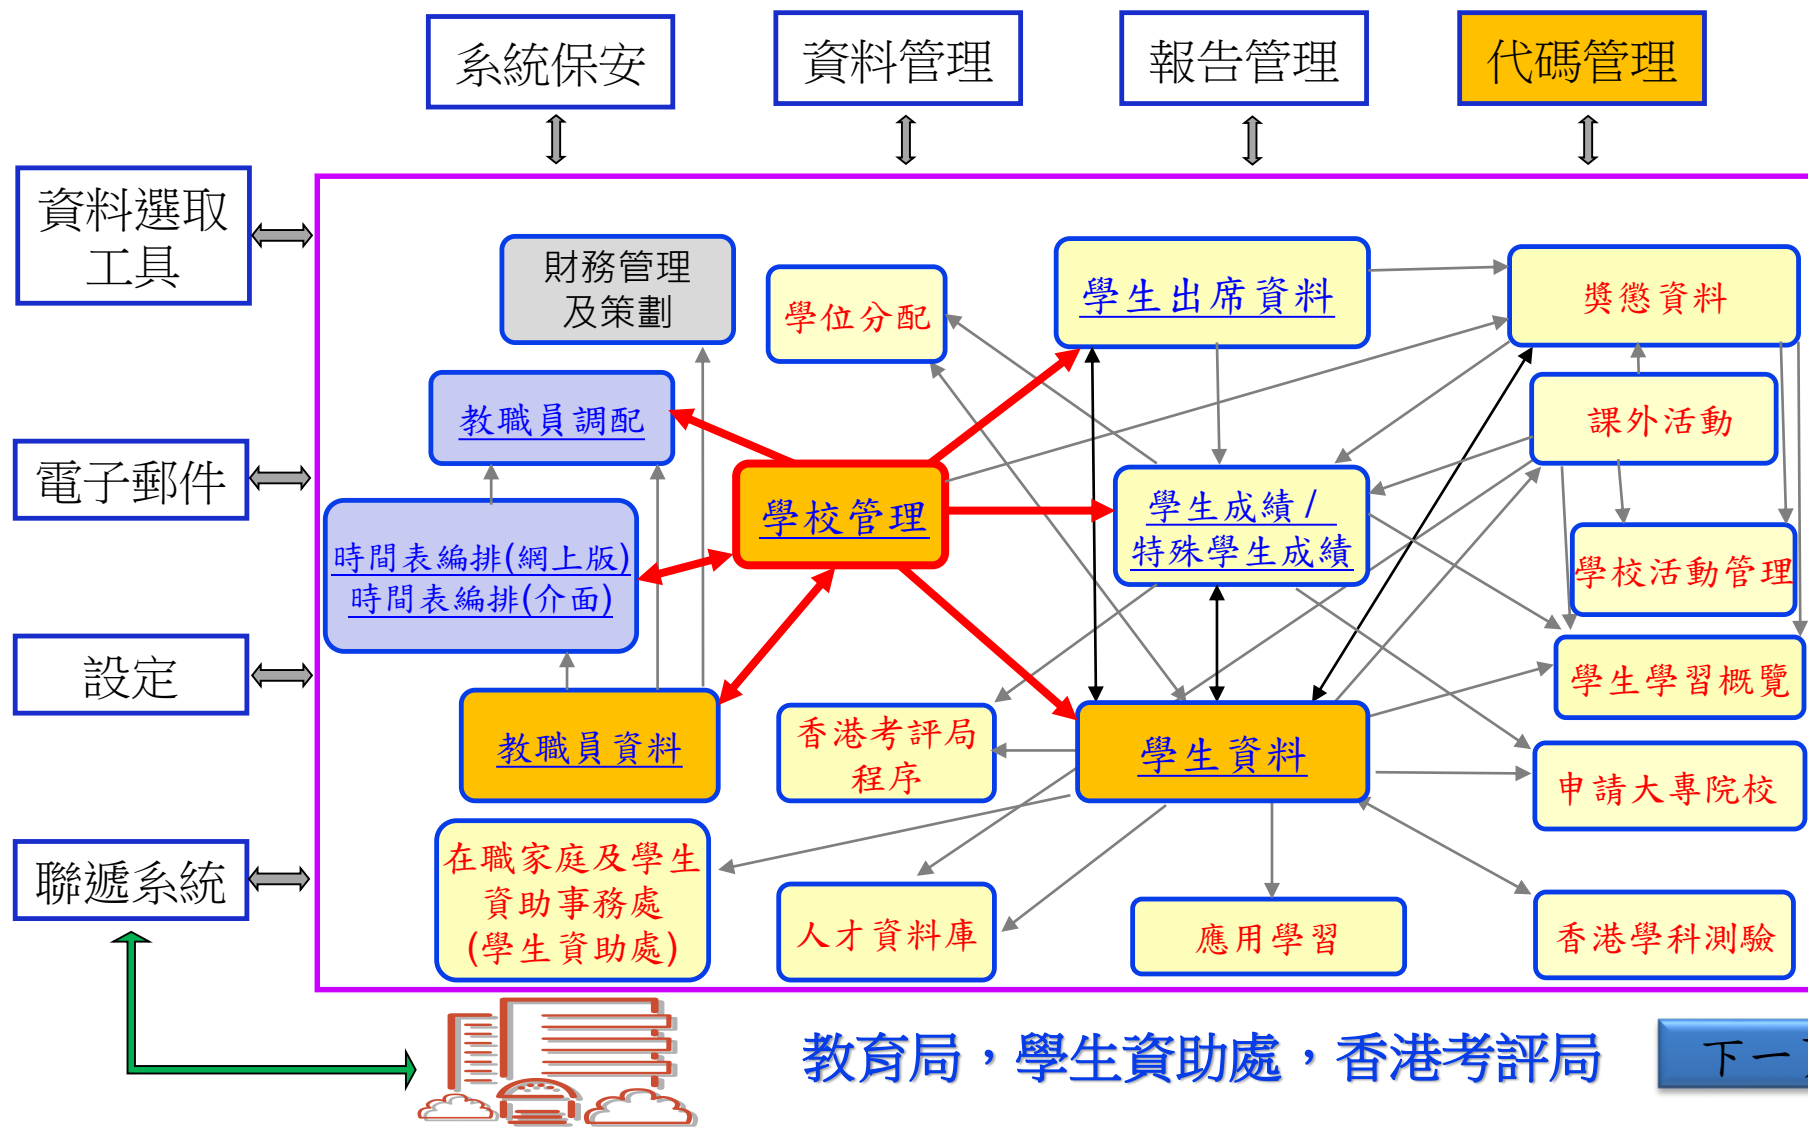 系統保安
資料管理
報告管理
代碼管理
資料選取
工具
電子郵件
設定
聯遞系統
財務管理
及策劃
學位分配
學生出席資料
獎懲資料
教職員調配
課外活動
學校管理
學生成績 /
特殊學生成績
時間表編排(網上版)
時間表編排(介面)
學校活動管理
學生學習概覽
教職員資料
香港考評局
程序
學生資料
申請大專院校
在職家庭及學生
資助事務處
(學生資助處)
人才資料庫
應用學習
香港學科測驗
教育局，學生資助處，香港考評局
下一